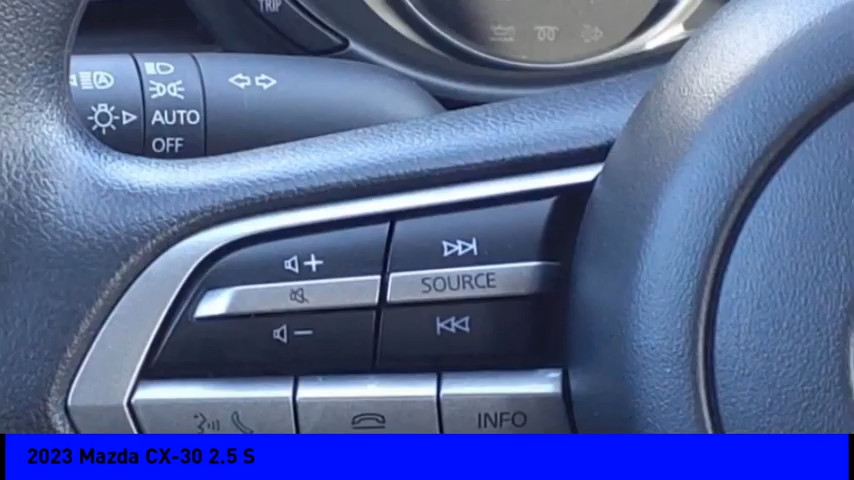 TRIP
AUTO
OFF
SOURCE
INFO
2023 Mazda CX-30 2.5 S